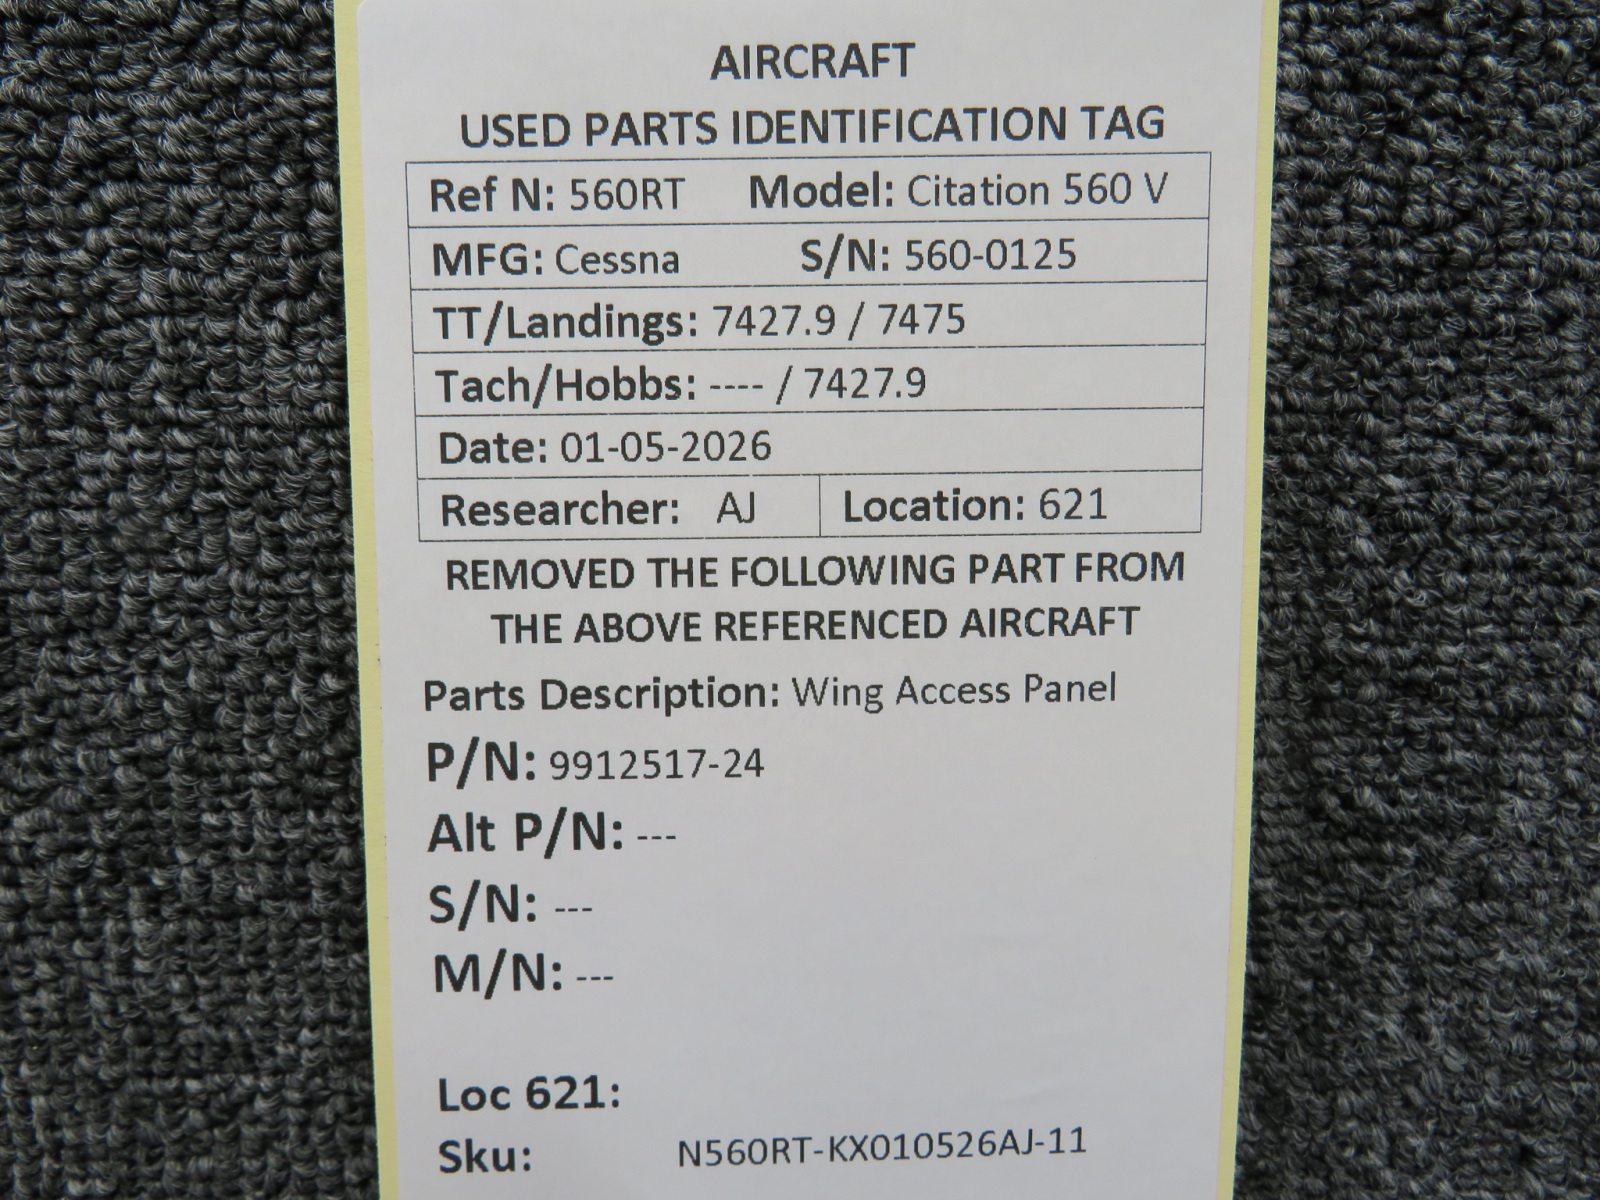 AIRCRAFT
USED PARTS IDENTIFICATION TAG
Ref N: 560RT Model: Citation 560 V
MFG: Cessna S/N: 560-0125
TT/Landings: 7427.9 / 7475
Tach/Hobbs: ---- / 7427.9
Date: 01-05-2026
Researcher: AJ Location: 621
REMOVED THE FOLLOWING PART FROM
THE ABOVE REFERENCED AIRCRAFT
Parts Description: Wing Access Panel
P/N: 9912517-24
Alt P/N: ---
S/N: ---
M/N: ---
Loc 621:
Sku: N560RT-KX010526AJ-11